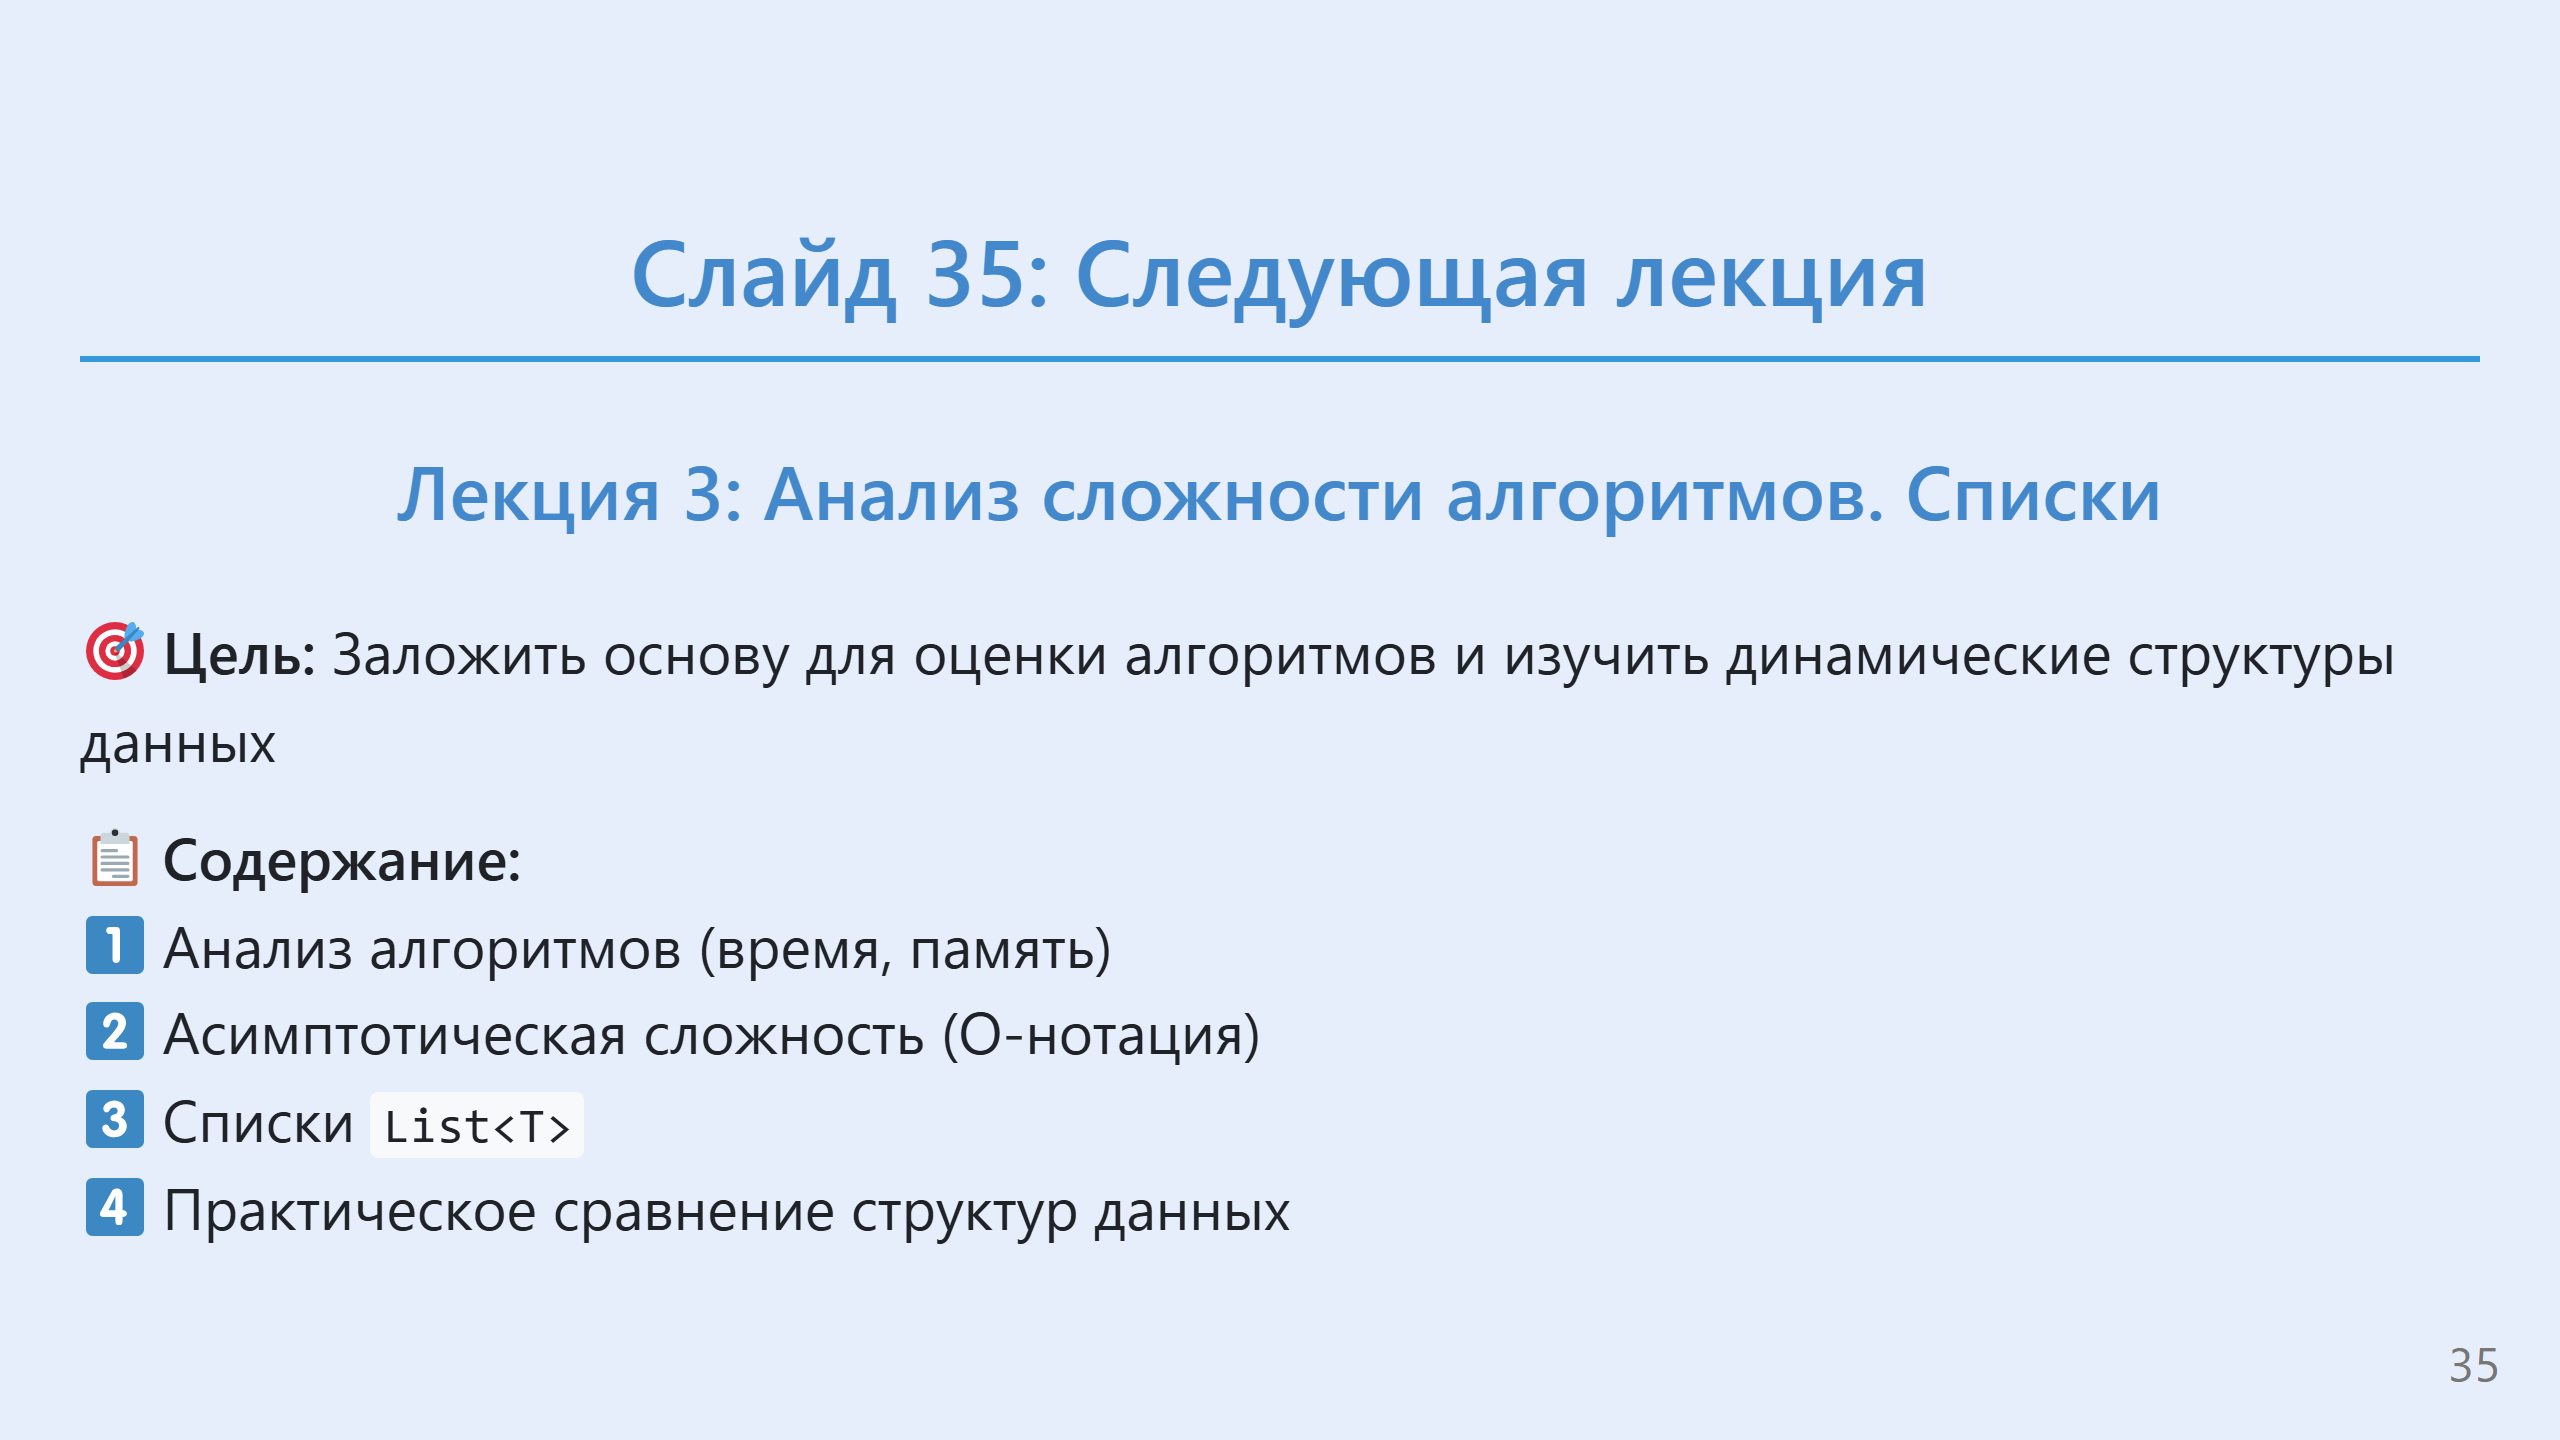 Слайд 35: Следующая лекция
Лекция 3: Анализ сложности алгоритмов. Списки
🎯 Цель: Заложить основу для оценки алгоритмов и изучить динамические структуры
данных
📋 Содержание:
1️⃣ Анализ алгоритмов (время, память)
2️⃣ Асимптотическая сложность (О-нотация)
3️⃣ Списки List<T>
4️⃣ Практическое сравнение структур данных
35